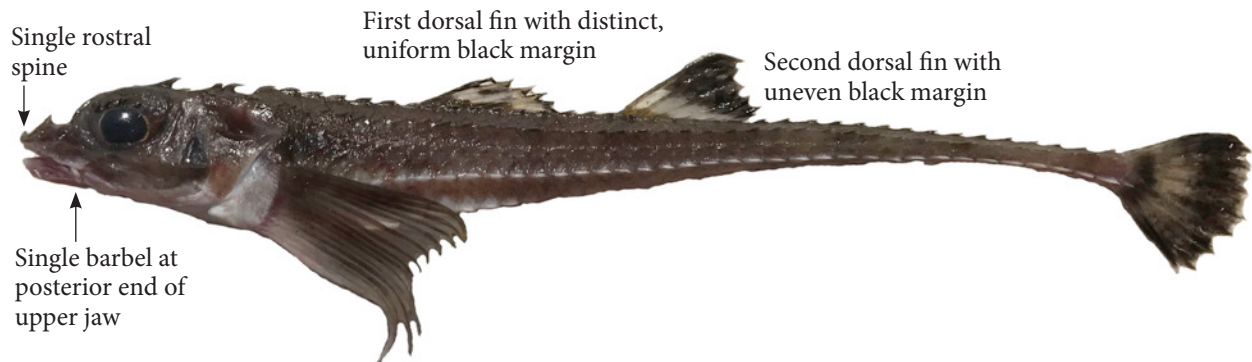 Single rostral
spine
First dorsal fin with distinct,
uniform black margin
Second dorsal fin with
uneven black margin
Single barbel at
posterior end of
upper jaw